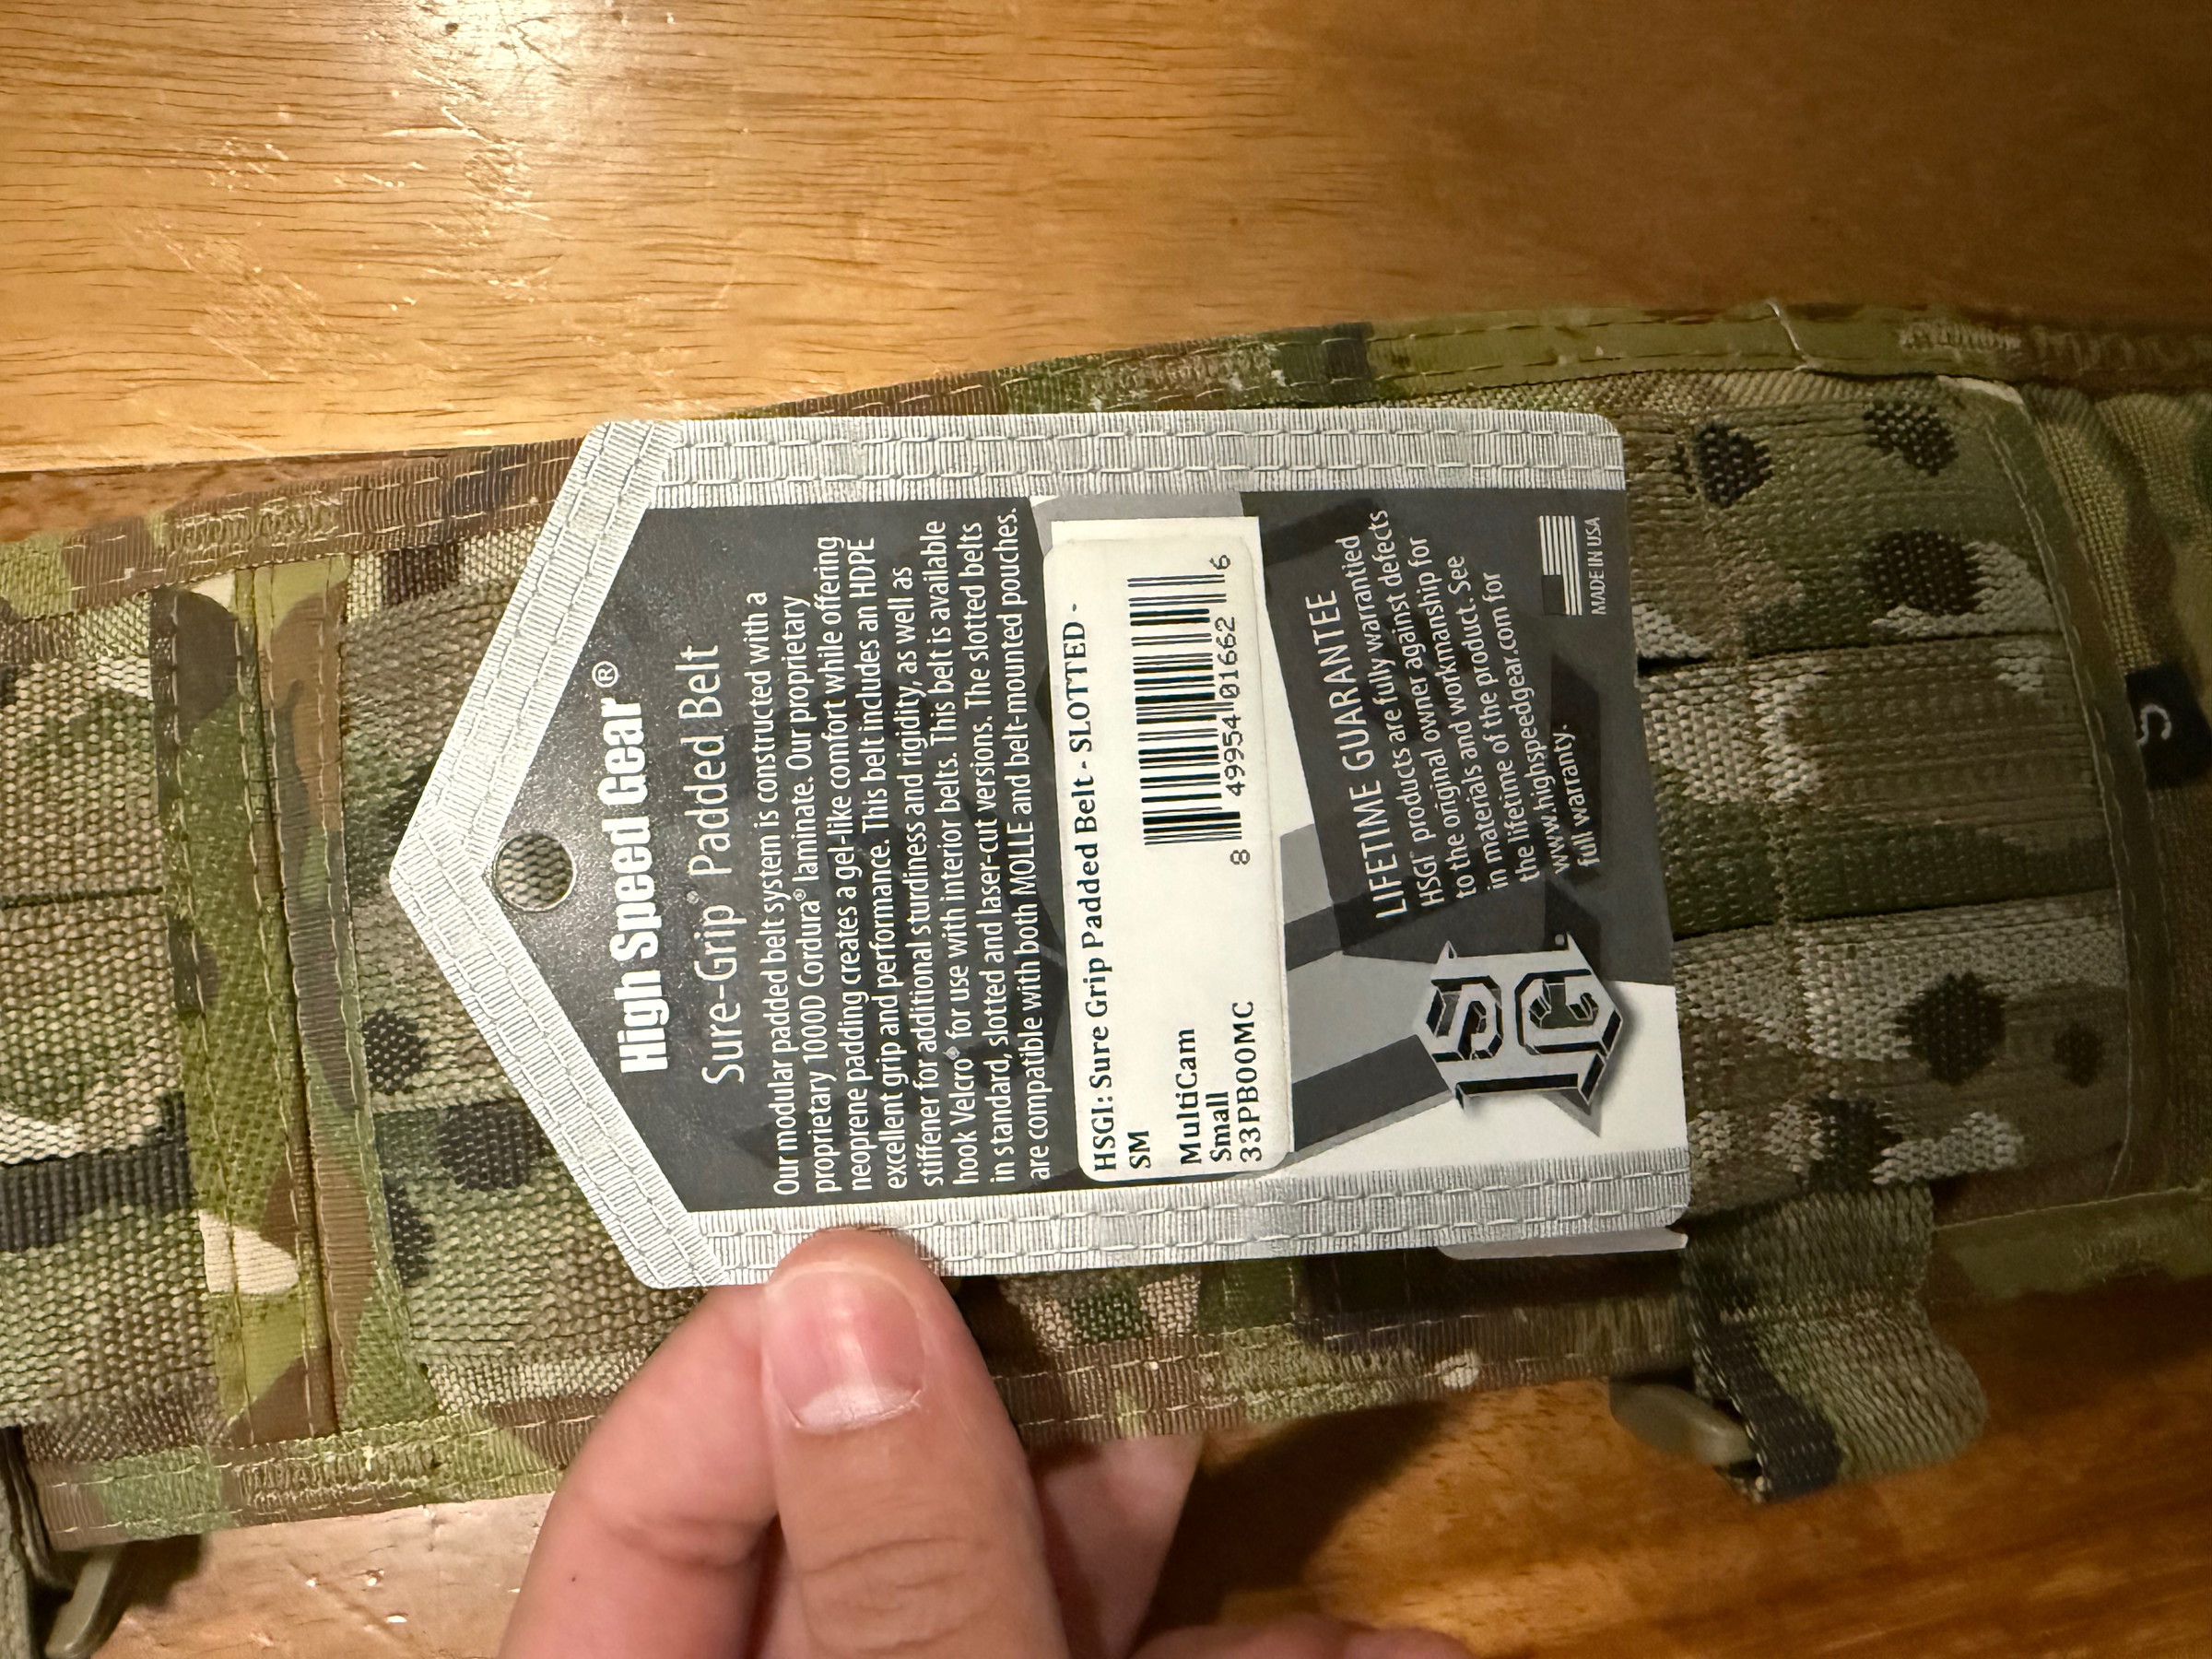 High Speed Gear®
Sure-Grip® Padded Belt
Our modular padded belt system is constructed with a
proprietary 1000D Cordura® laminate. Our proprietary
neoprene padding creates a gel-like comfort while offering
excellent grip and performance. This belt includes an HDPE
stiffener for additional sturdiness and rigidity, as well as
hook Velcro® for use with interior belts. This belt is available
in standard, slotted and laser-cut versions. The slotted belts
are compatible with both MOLLE and belt-mounted pouches.
HSGI: Sure Grip Padded Belt - SLOTTED -
SM
MultiCam
Small
33PB00MC
8 49954 01662 6
LIFETIME GUARANTEE
HSGI® products are fully warrantied
to the original owner against defects
in materials and workmanship for
the lifetime of the product. See
www.highspeedgear.com for
full warranty.
HSGI
MADE IN USA
S